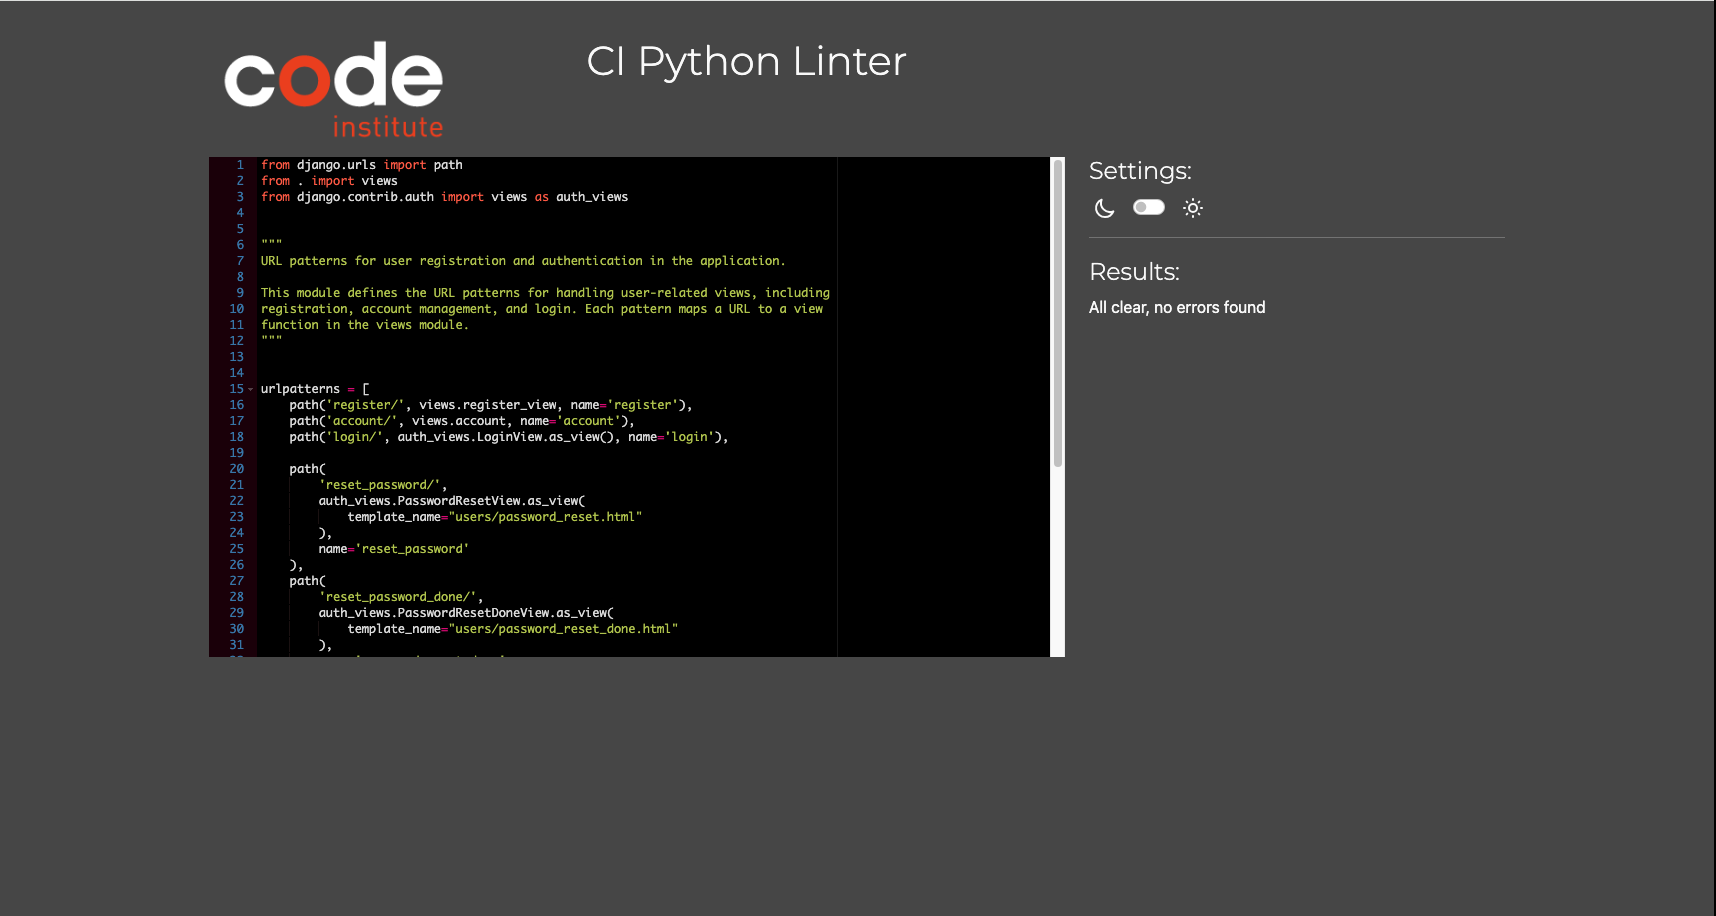 code
institute
CI Python Linter
1 from django.urls import path
2 from . import views
3 from django.contrib.auth import views as auth_views
4
5
6 """
7 URL patterns for user registration and authentication in the application.
8
9 This module defines the URL patterns for handling user-related views, including
10 registration, account management, and login. Each pattern maps a URL to a view
11 function in the views module.
12 """
13
14
15 urlpatterns = [
16     path('register/', views.register_view, name='register'),
17     path('account/', views.account, name='account'),
18     path('login/', auth_views.LoginView.as_view(), name='login'),
19
20     path(
21         'reset_password/',
22         auth_views.PasswordResetView.as_view(
23             template_name="users/password_reset.html"
24         ),
25         name='reset_password'
26     ),
27     path(
28         'reset_password_done/',
29         auth_views.PasswordResetDoneView.as_view(
30             template_name="users/password_reset_done.html"
31         ),
Settings:
Results:
All clear, no errors found